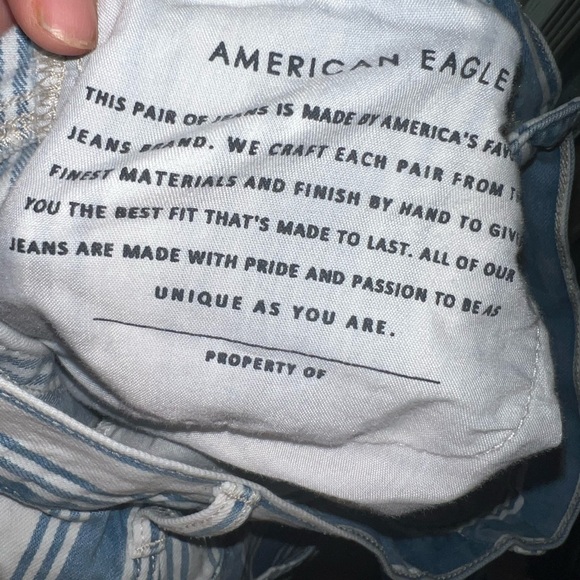 AMERICAN EAGLE
THIS PAIR OF JEANS IS MADE BY AMERICA'S
JEANS BRAND. WE CRAFT EACH PAIR FROM
FINEST MATERIALS AND FINISH BY HAND TO
YOU THE BEST FIT THAT'S MADE TO LAST. ALL OF OUR
JEANS ARE MADE WITH PRIDE AND PASSION TO BE AS
UNIQUE AS YOU ARE.
PROPERTY OF